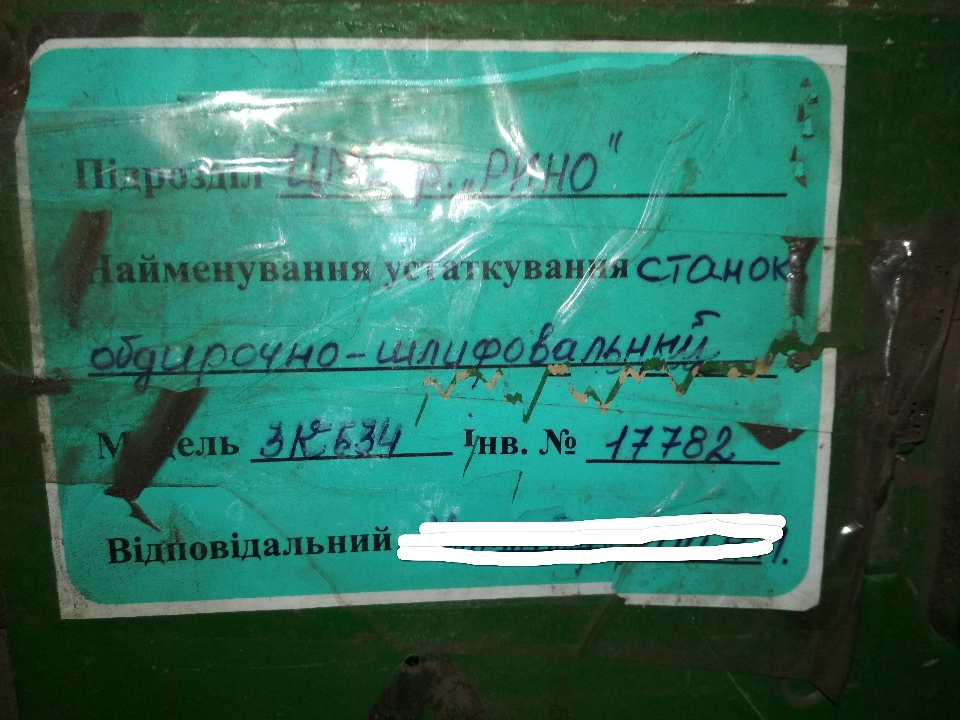 Підрозділ р. „РИНО"
Найменування устаткування станок
обдирочно-шлифовальный
Модель 3К634 Інв. № 17782
Відповідальний